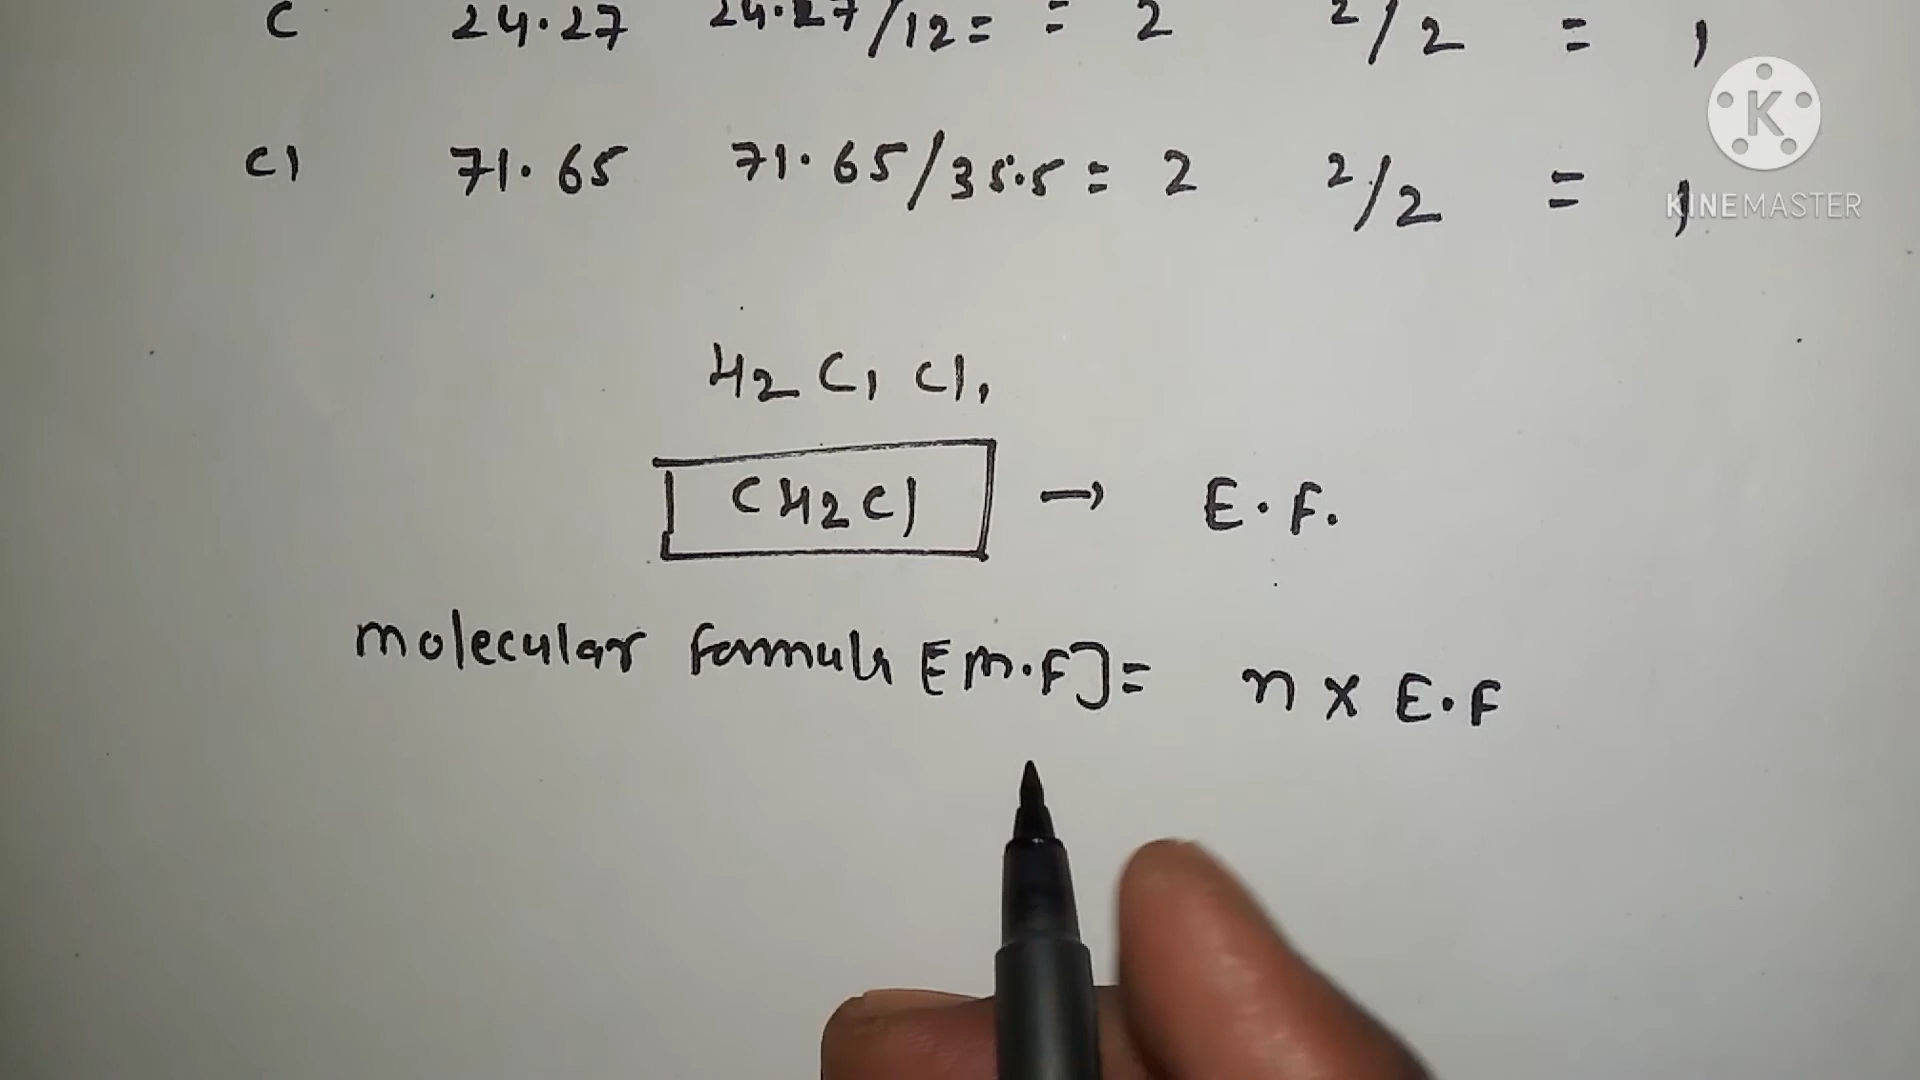 C 24.27 24.27/12= = 2 2/2 = 1
Cl 71.65 71.65/35.5 = 2 2/2 = 1
K
KINEMASTER
H2 C1 Cl1
CH2Cl → E.F.
molecular formula [M.F] = n x E.F